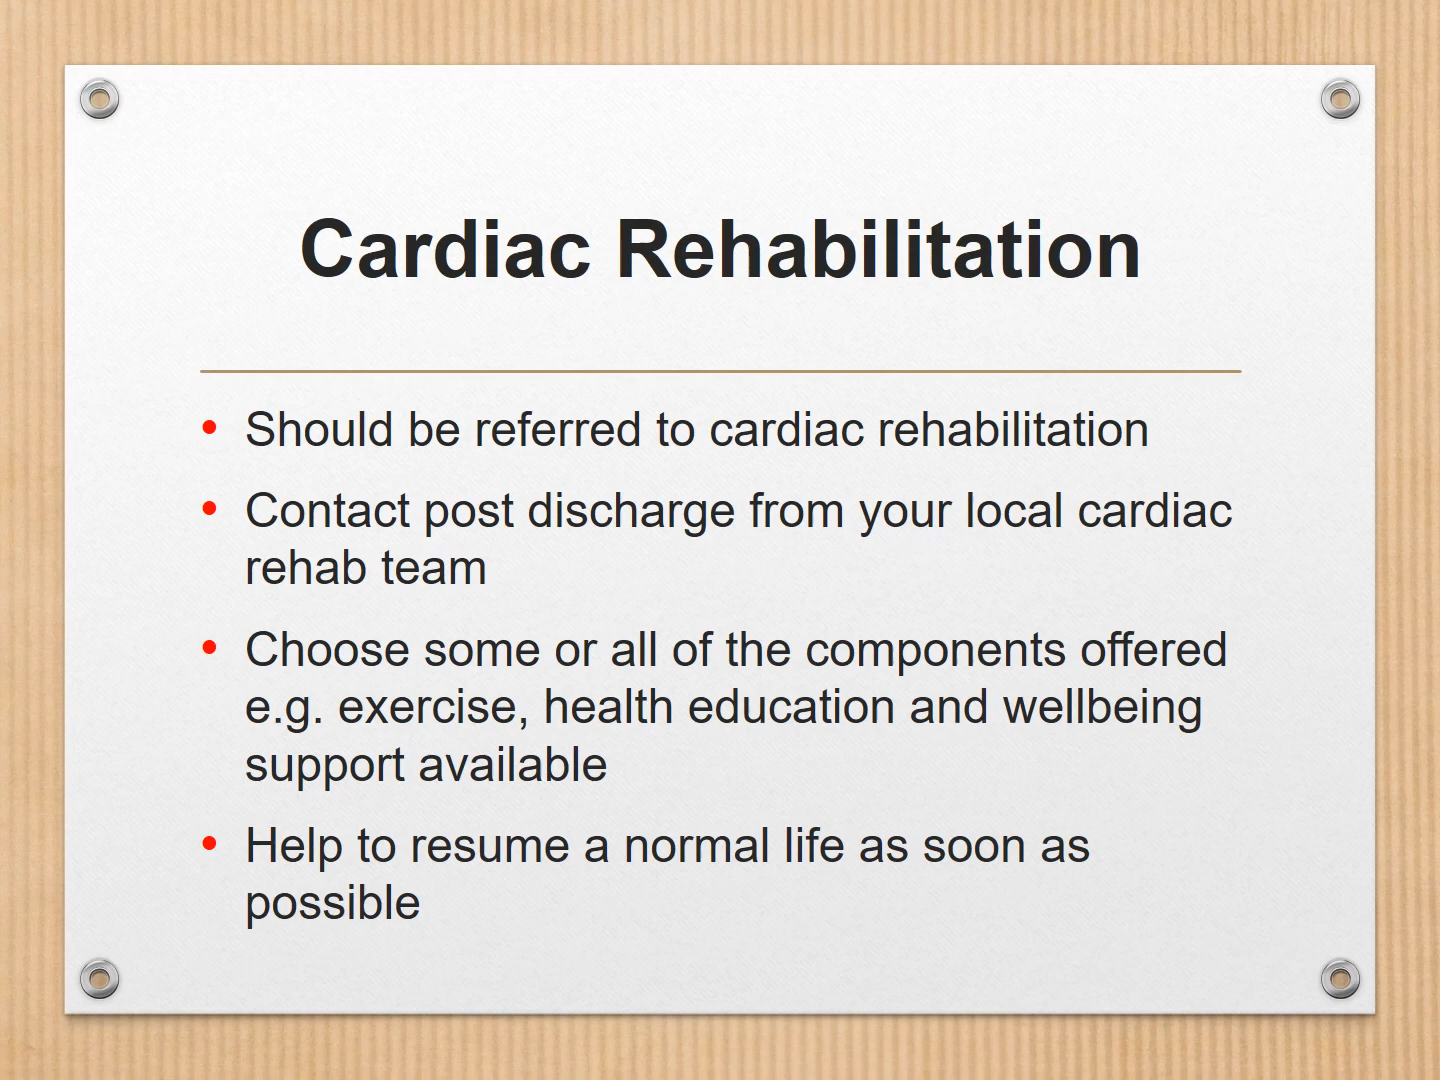 Cardiac Rehabilitation
• Should be referred to cardiac rehabilitation
• Contact post discharge from your local cardiac
rehab team
• Choose some or all of the components offered
e.g. exercise, health education and wellbeing
support available
• Help to resume a normal life as soon as
possible